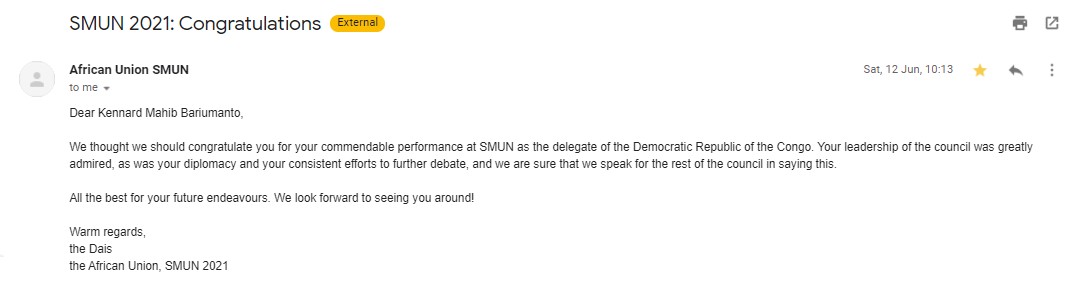 SMUN 2021: Congratulations External
African Union SMUN
Sat, 12 Jun, 10:13
to me
Dear Kennard Mahib Bariumanto,
We thought we should congratulate you for your commendable performance at SMUN as the delegate of the Democratic Republic of the Congo. Your leadership of the council was greatly
admired, as was your diplomacy and your consistent efforts to further debate, and we are sure that we speak for the rest of the council in saying this.
All the best for your future endeavours. We look forward to seeing you around!
Warm regards,
the Dais
the African Union, SMUN 2021